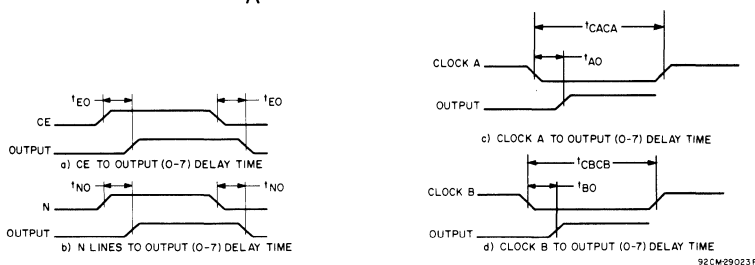 A
tEO
tEO
CE
OUTPUT
a) CE TO OUTPUT (0-7) DELAY TIME
tNO
tNO
N
OUTPUT
b) N LINES TO OUTPUT (0-7) DELAY TIME
tCACA
tAO
CLOCK A
OUTPUT
c) CLOCK A TO OUTPUT (0-7) DELAY TIME
tCBCB
tBO
CLOCK B
OUTPUT
d) CLOCK B TO OUTPUT (0-7) DELAY TIME